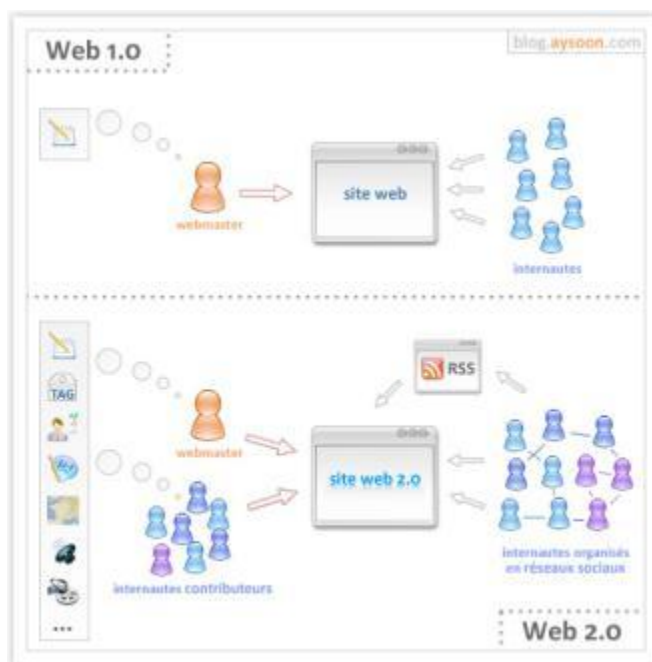 Web 1.0
blog.aysoon.com
site web
webmaster
internautes
RSS
TAG
webmaster
site web 2.0
internautes contributeurs
internautes organisés
en réseaux sociaux
...
Web 2.0